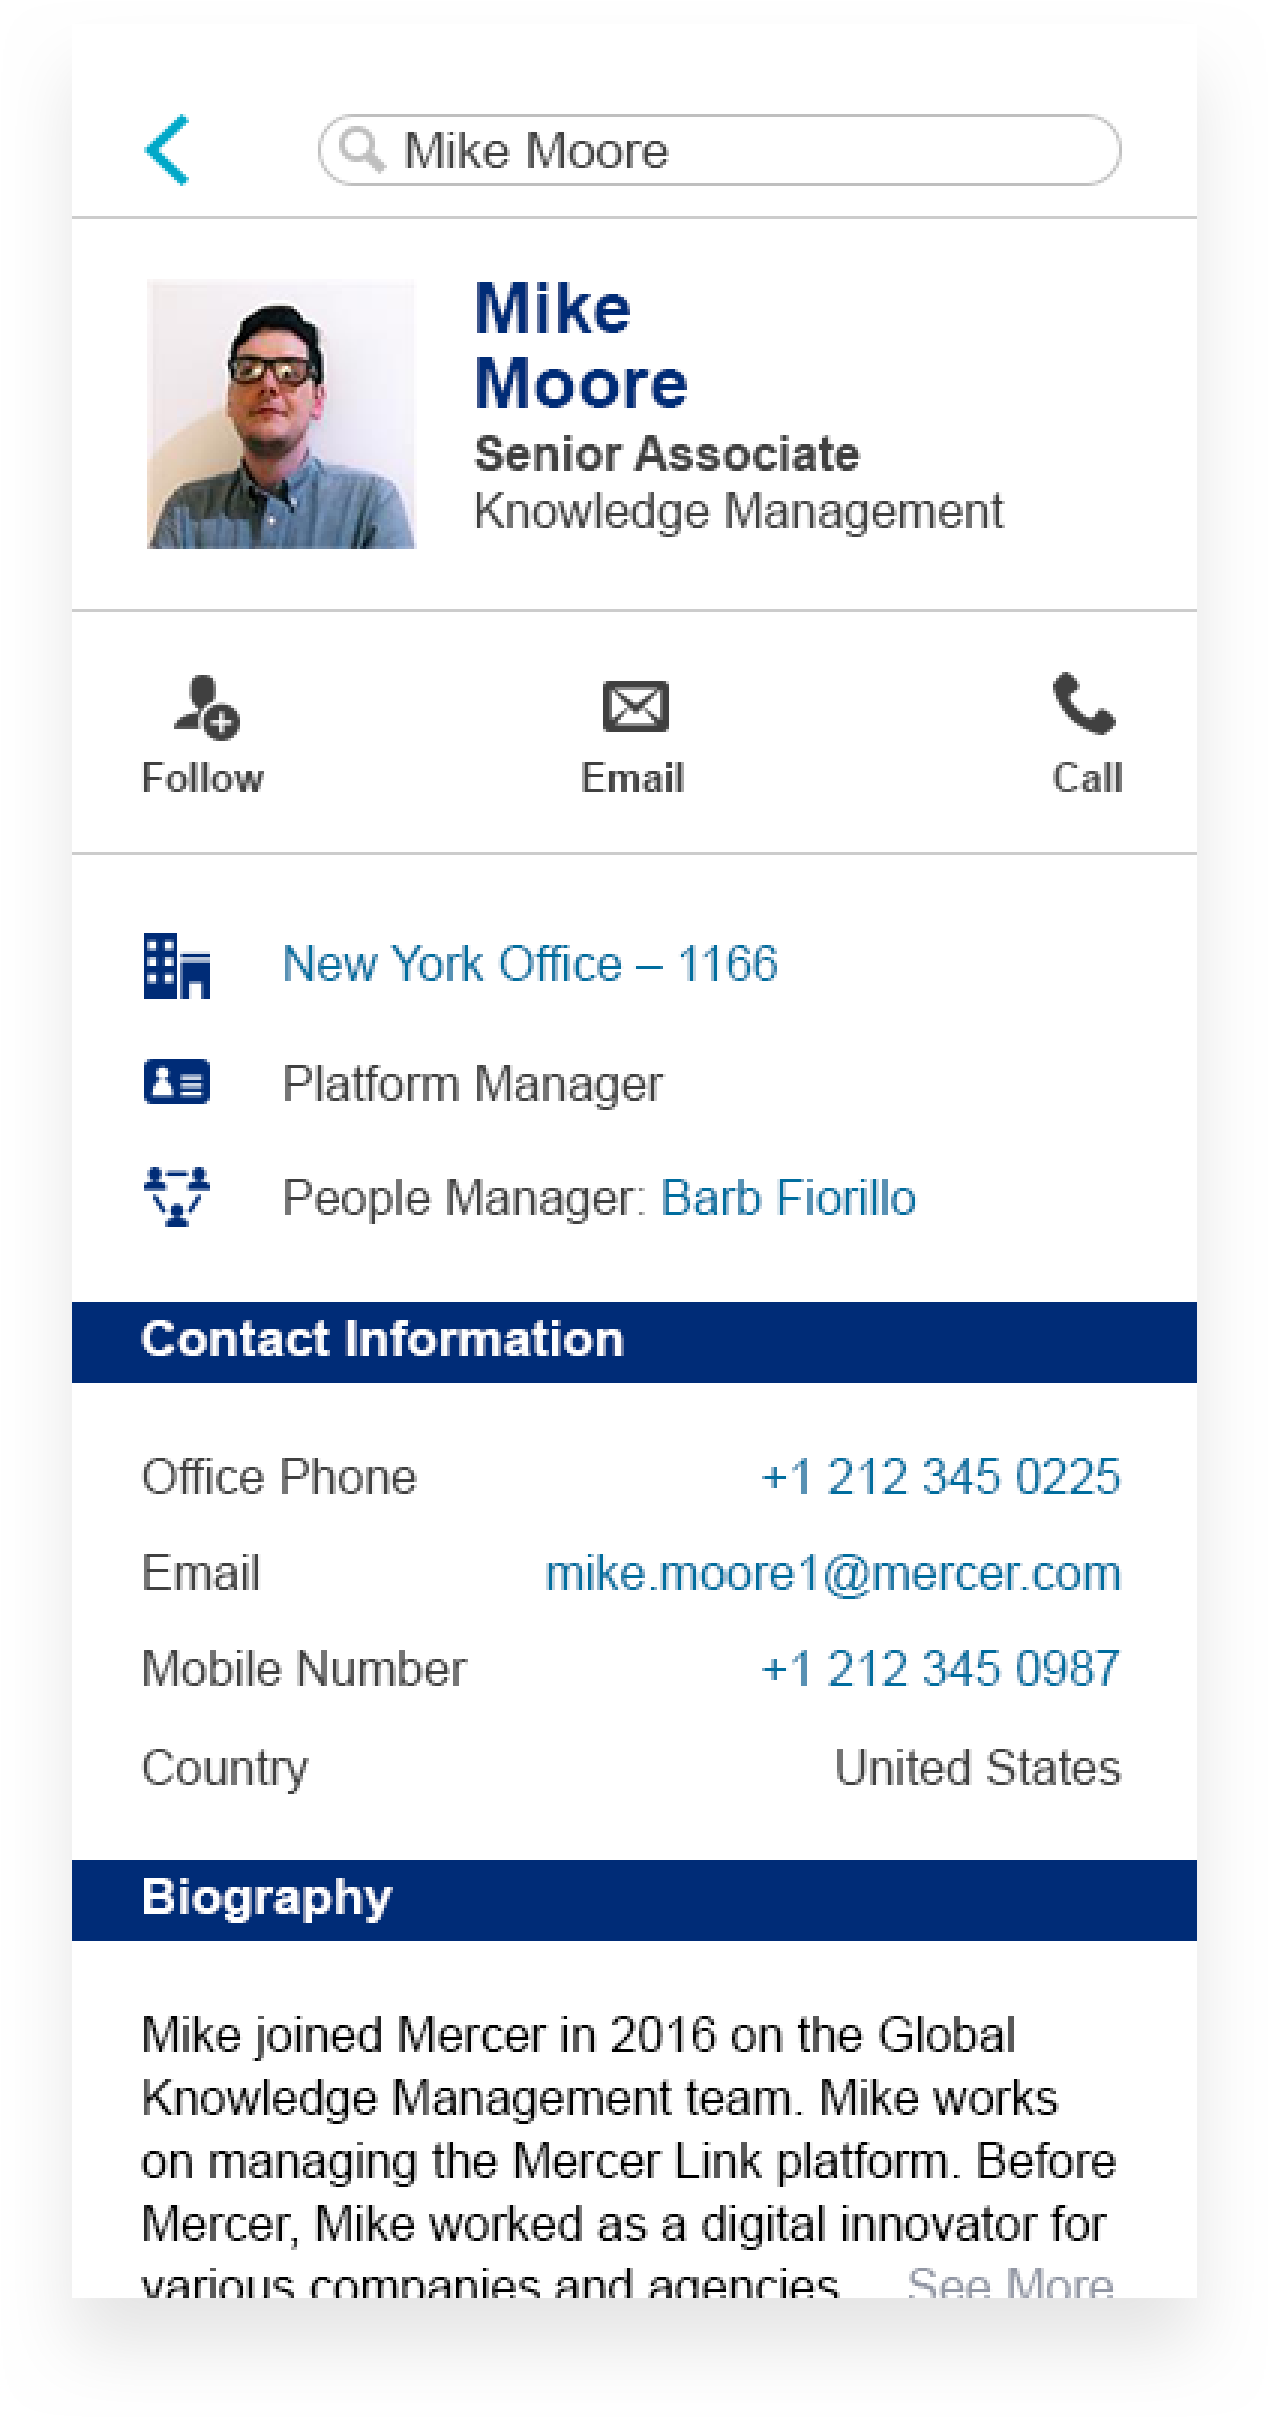 Mike Moore
Mike
Moore
Senior Associate
Knowledge Management
Follow
Email
Call
New York Office – 1166
Platform Manager
People Manager: Barb Fiorillo
Contact Information
Office Phone +1 212 345 0225
Email mike.moore1@mercer.com
Mobile Number +1 212 345 0987
Country United States
Biography
Mike joined Mercer in 2016 on the Global
Knowledge Management team. Mike works
on managing the Mercer Link platform. Before
Mercer, Mike worked as a digital innovator for
various companies and agencies See More